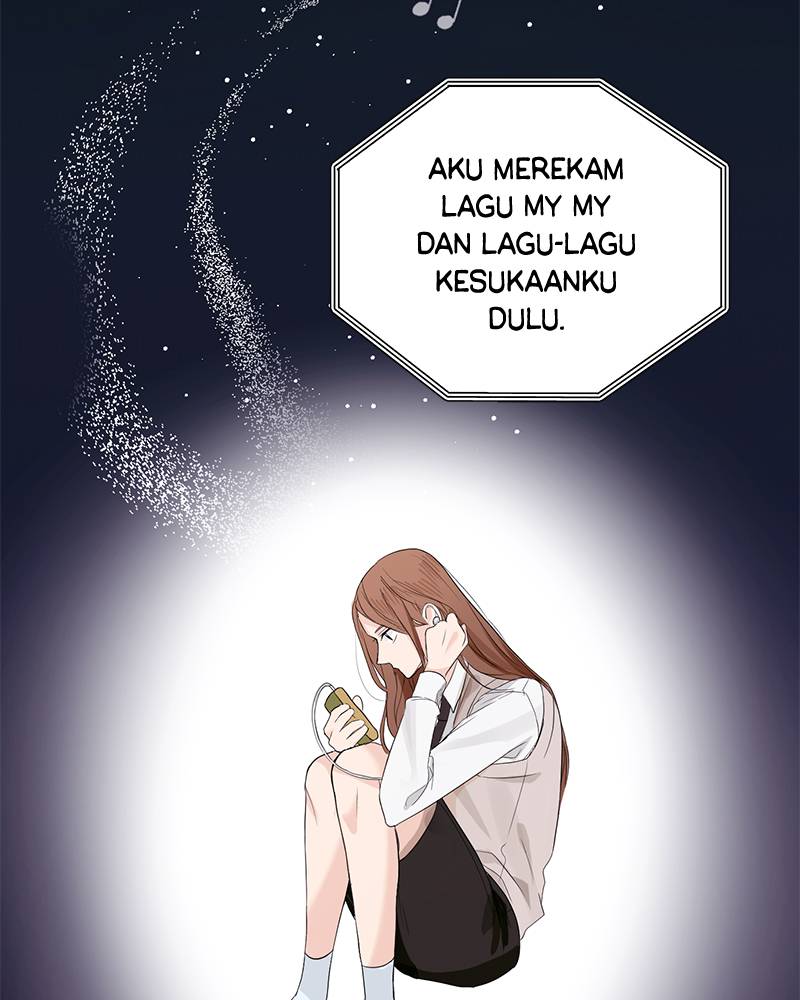 AKU MEREKAM
LAGU MY MY
DAN LAGU-LAGU
KESUKAANKU
DULU.